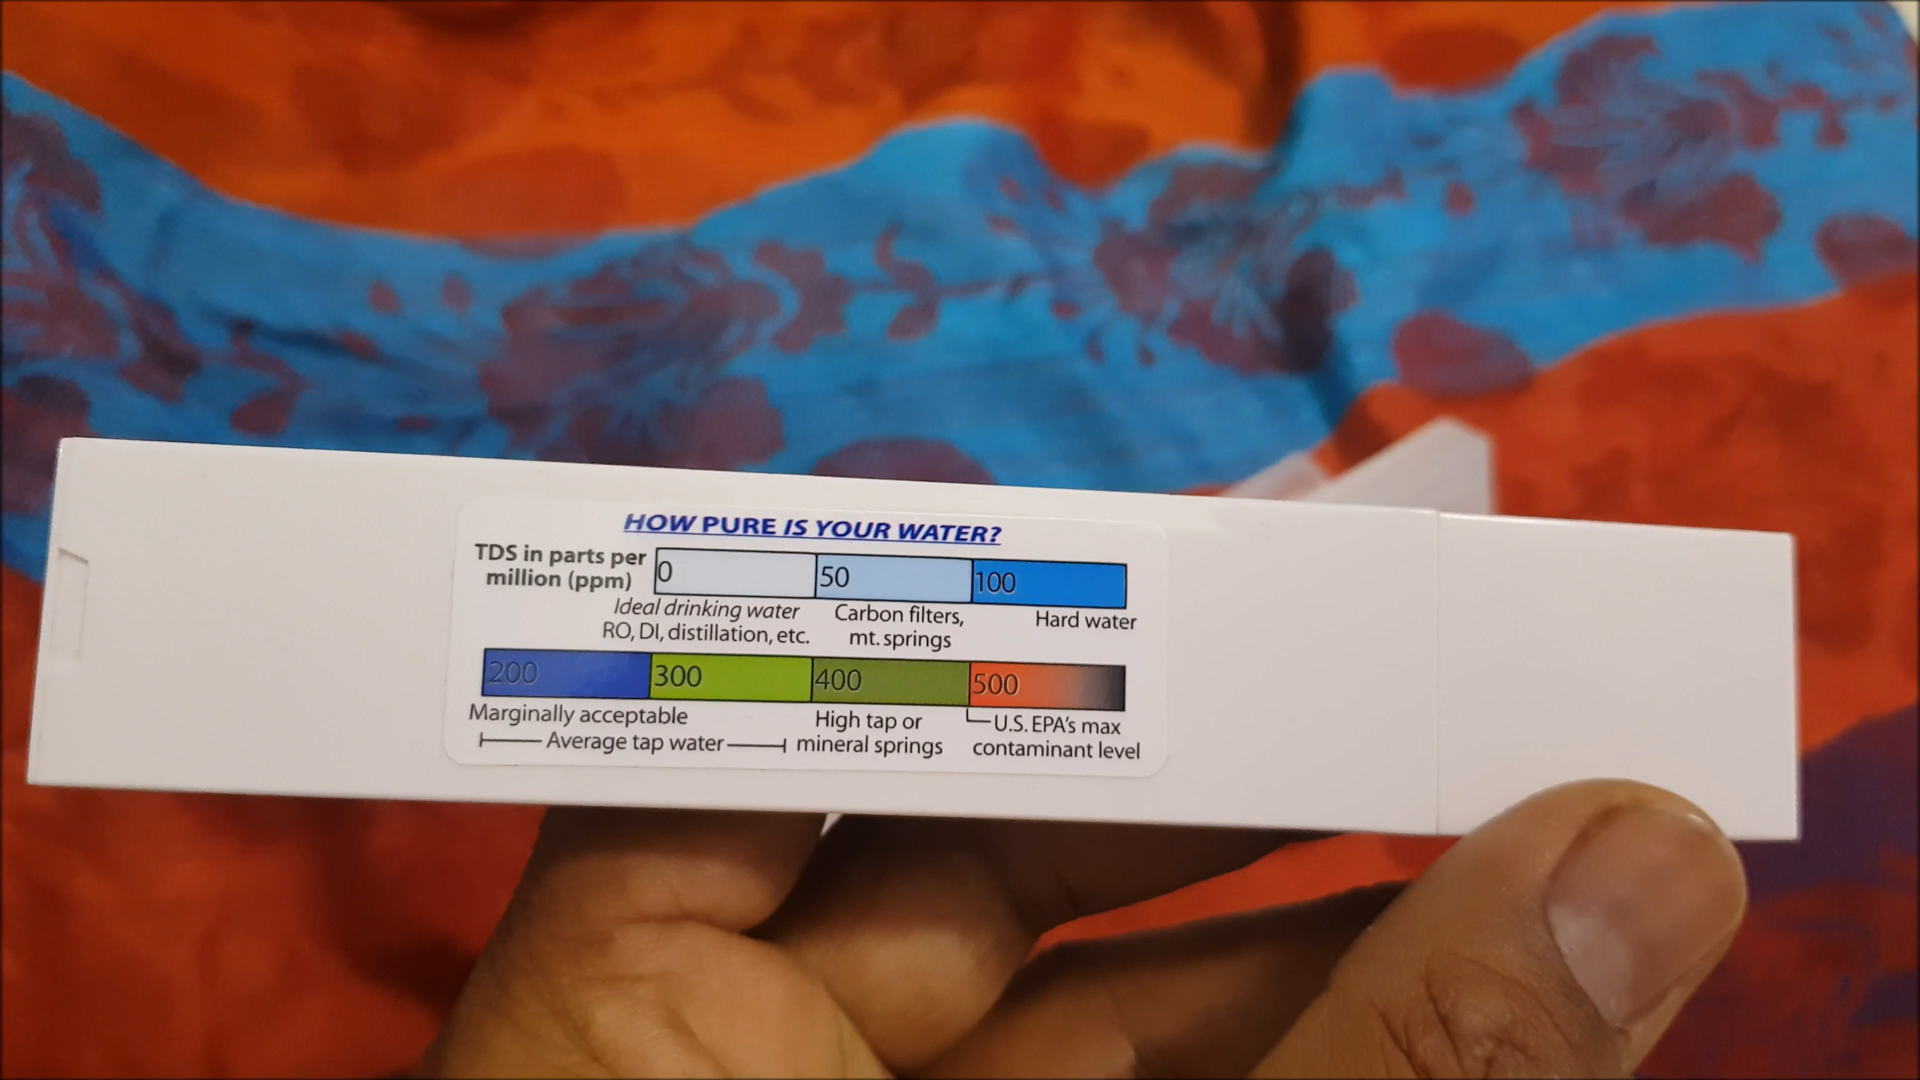 HOW PURE IS YOUR WATER?
TDS in parts per
million (ppm)
0 50 100
Ideal drinking water
RO, DI, distillation, etc.
Carbon filters,
mt. springs
Hard water
200 300 400 500
Marginally acceptable
Average tap water
High tap or
mineral springs
U.S. EPA's max
contaminant level